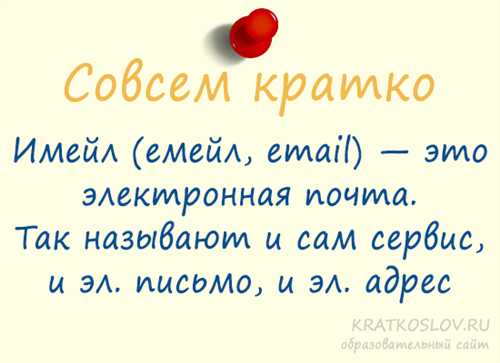 Совсем кратко
Имейл (емейл, email) — это
электронная почта.
Так называют и сам сервис,
и эл. письмо, и эл. адрес
KRATKOSLOV.RU
образовательный сайт